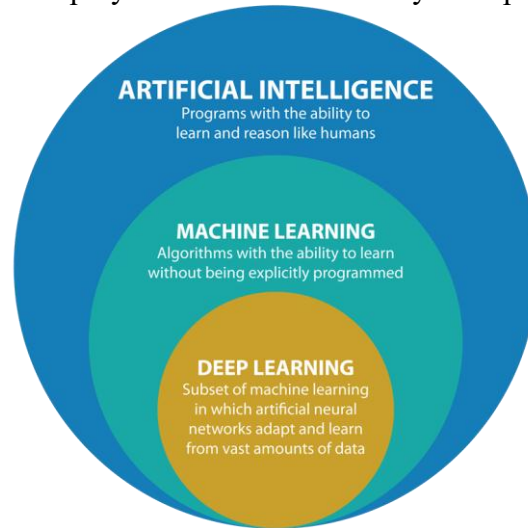 ARTIFICIAL INTELLIGENCE
Programs with the ability to
learn and reason like humans
MACHINE LEARNING
Algorithms with the ability to learn
without being explicitly programmed
DEEP LEARNING
Subset of machine learning
in which artificial neural
networks adapt and learn
from vast amounts of data